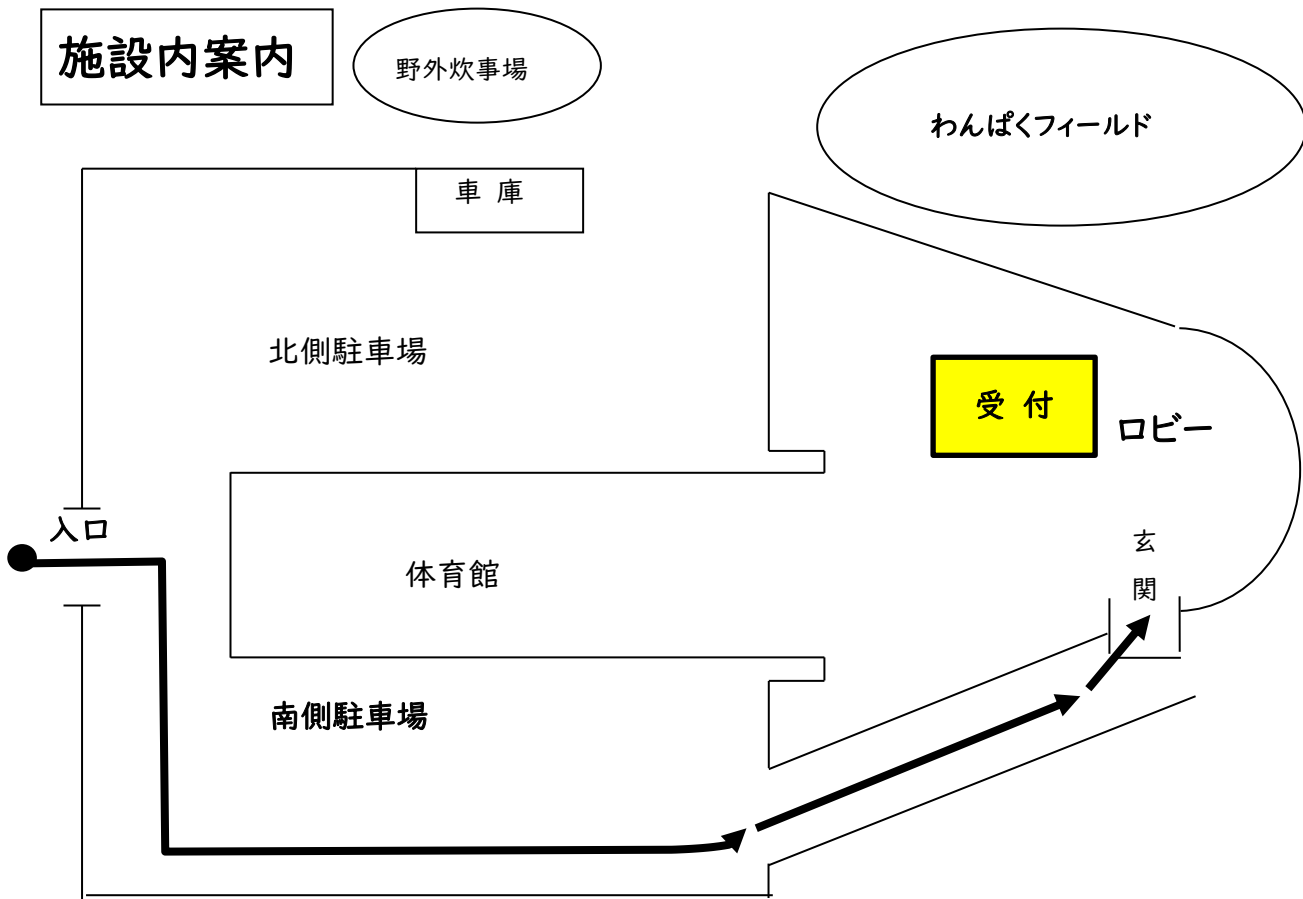 施設内案内
野外炊事場
わんぱくフィールド
車 庫
北側駐車場
受 付
ロビー
入口
玄
関
体育館
南側駐車場